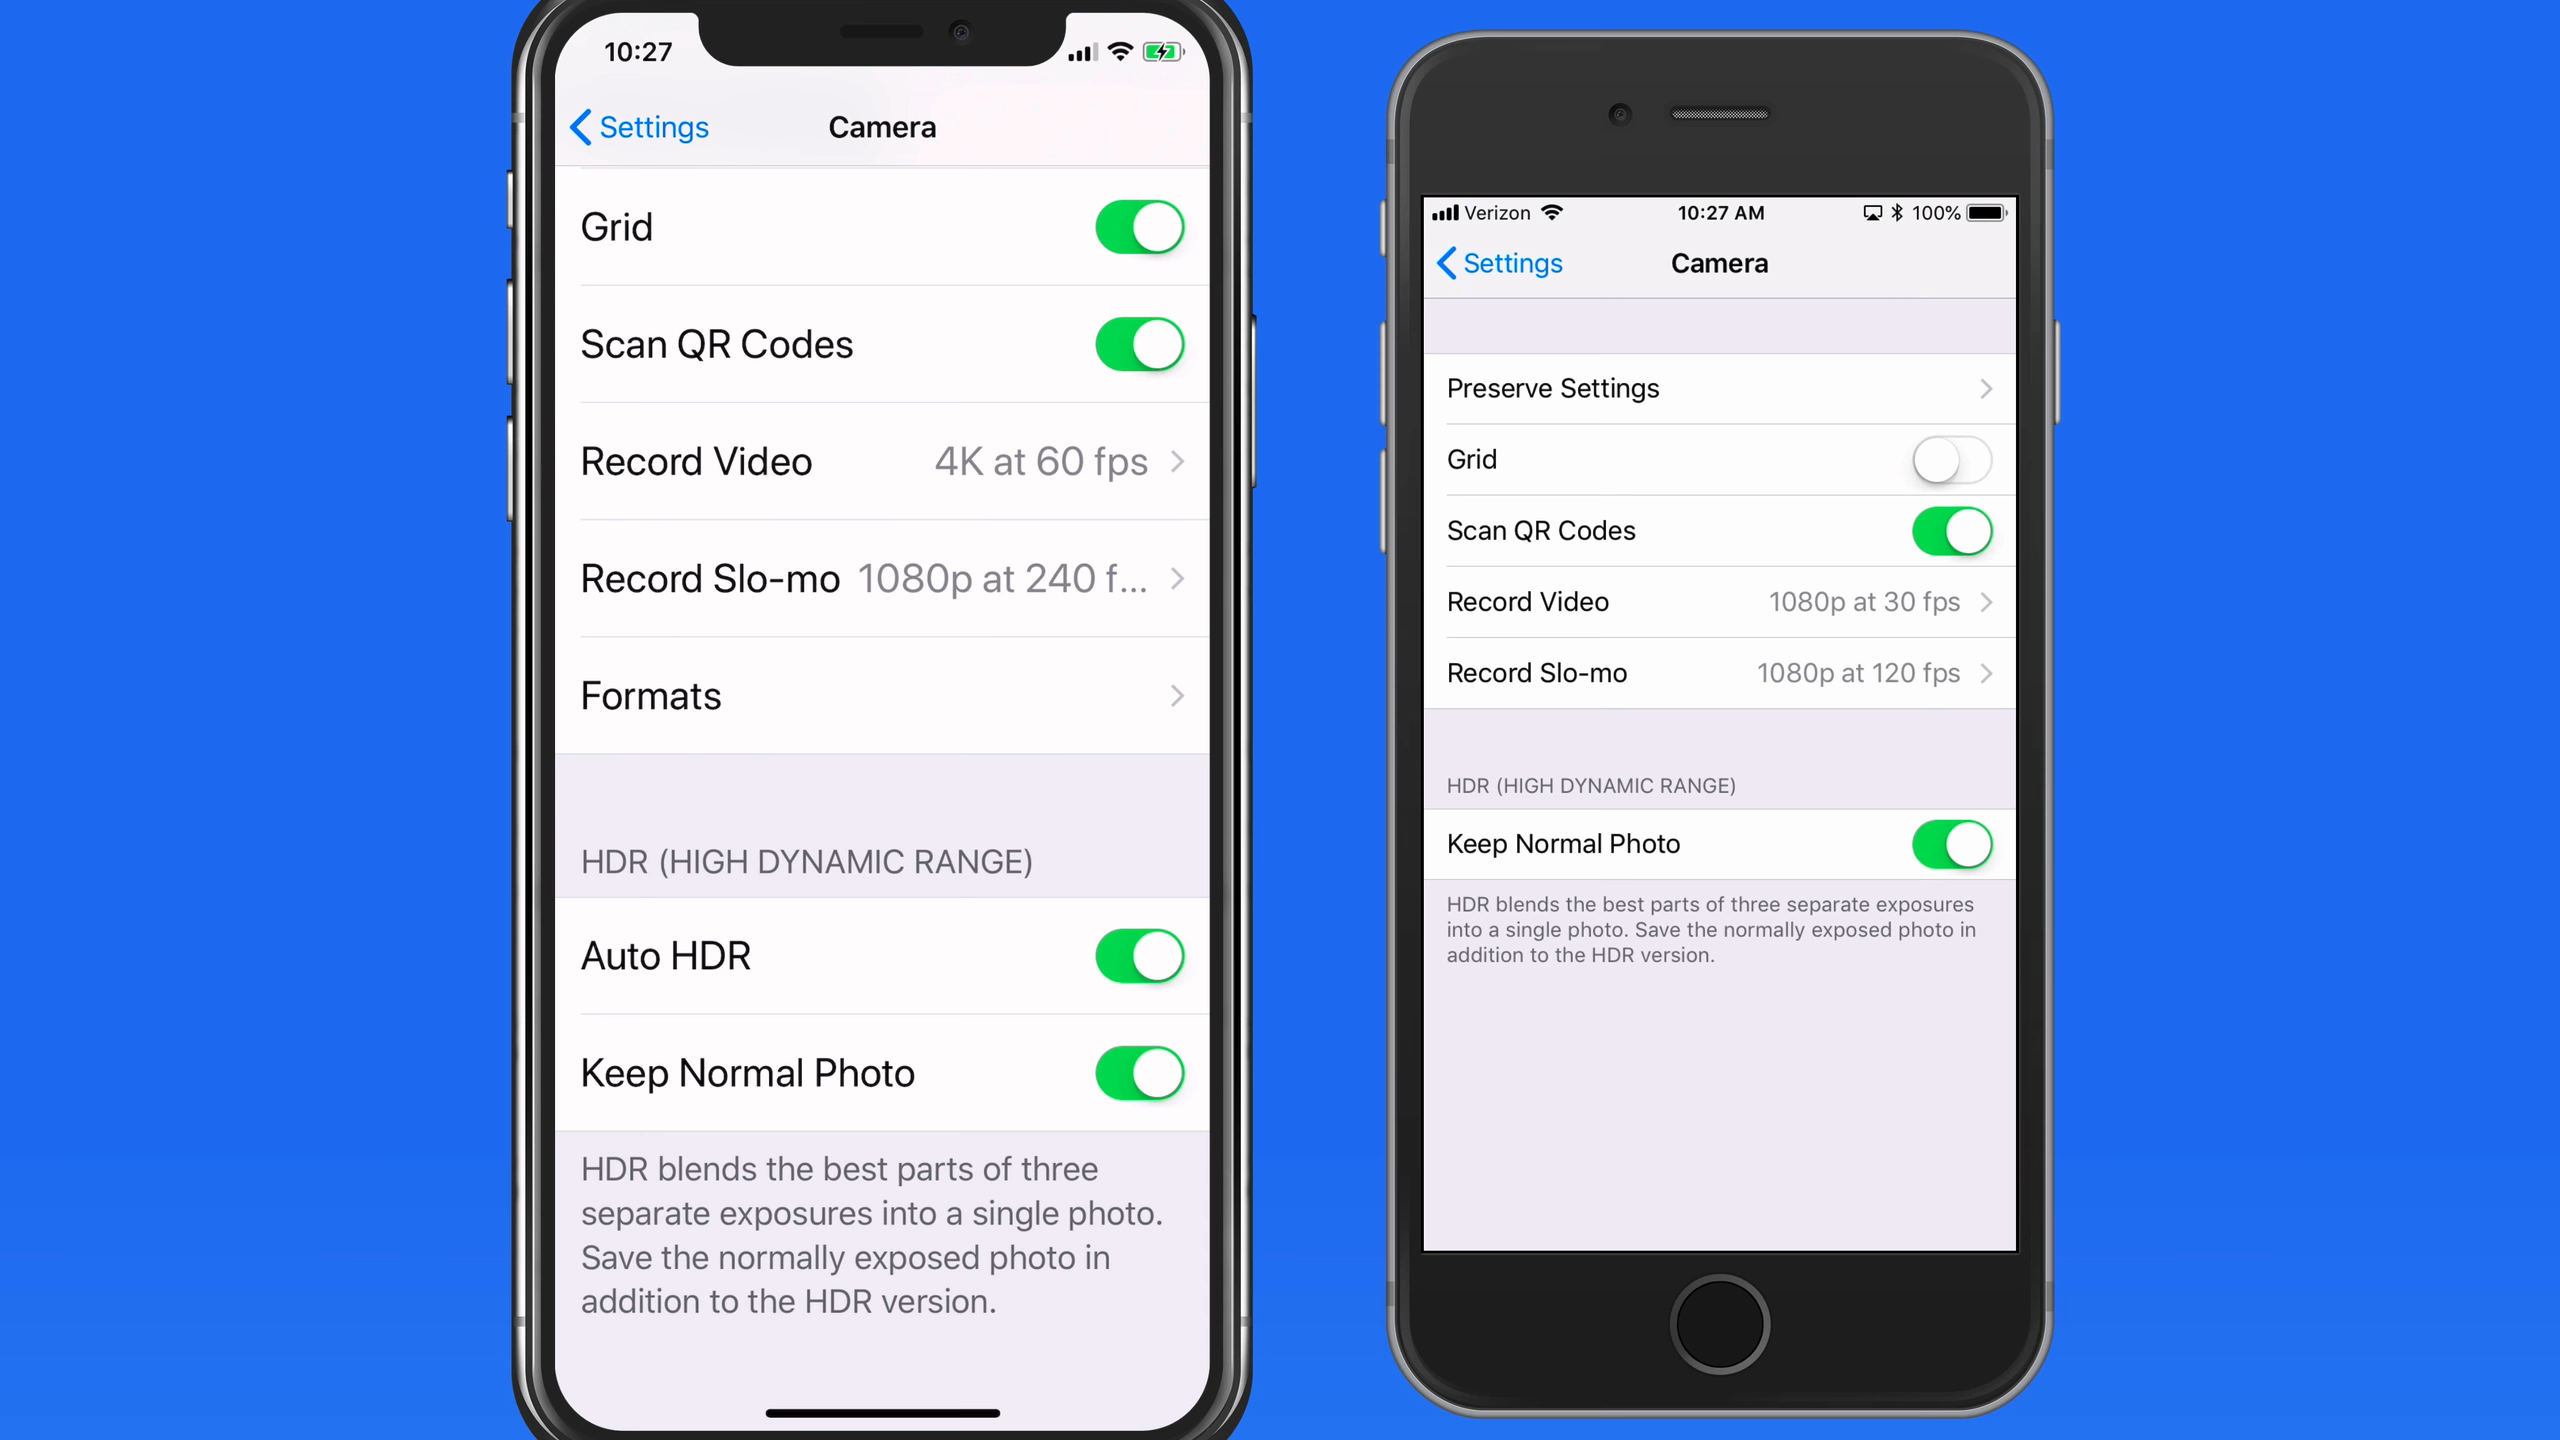 10:27
Settings
Camera
Grid
Scan QR Codes
Record Video 4K at 60 fps
Record Slo-mo 1080p at 240 f...
Formats
HDR (HIGH DYNAMIC RANGE)
Auto HDR
Keep Normal Photo
HDR blends the best parts of three
separate exposures into a single photo.
Save the normally exposed photo in
addition to the HDR version.
Verizon 10:27 AM 100%
Settings
Camera
Preserve Settings
Grid
Scan QR Codes
Record Video 1080p at 30 fps
Record Slo-mo 1080p at 120 fps
HDR (HIGH DYNAMIC RANGE)
Keep Normal Photo
HDR blends the best parts of three separate exposures
into a single photo. Save the normally exposed photo in
addition to the HDR version.